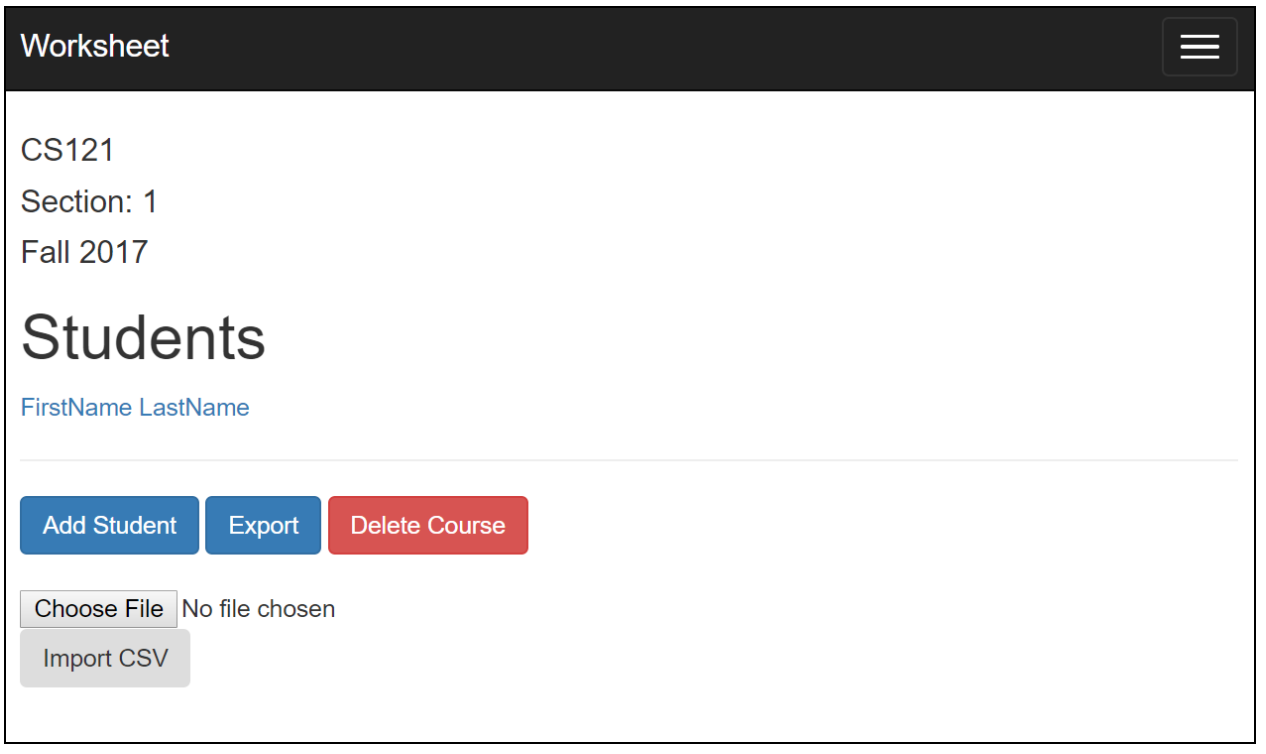 Worksheet
CS121
Section: 1
Fall 2017
Students
FirstName LastName
Add Student Export Delete Course
Choose File No file chosen
Import CSV